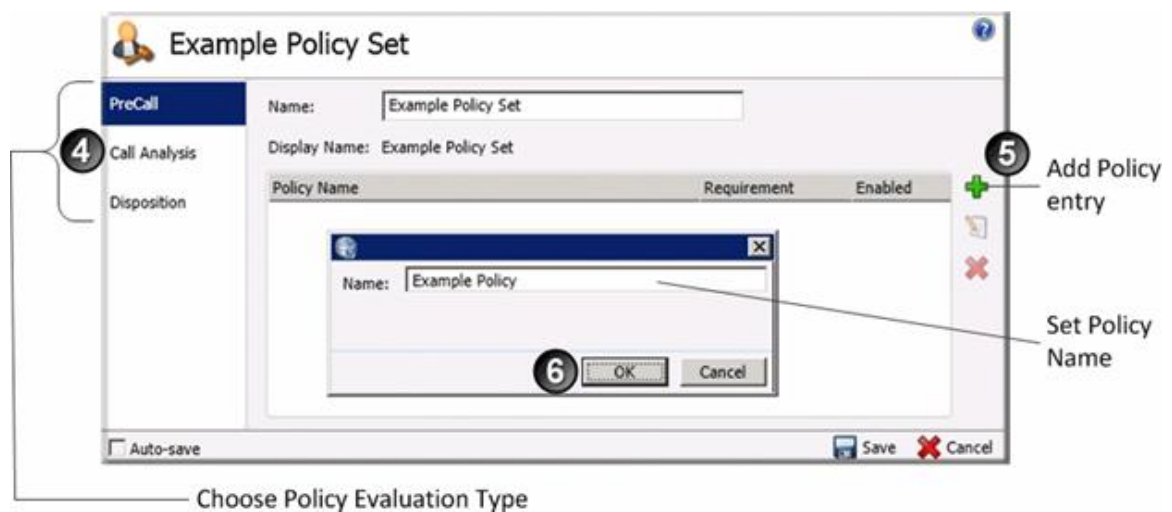 Example Policy Set
PreCall
Call Analysis
Disposition
4
Name: Example Policy Set
Display Name: Example Policy Set
Policy Name Requirement Enabled
5
Add Policy
entry
Name: Example Policy
Set Policy
Name
6
OK Cancel
Auto-save
Save Cancel
Choose Policy Evaluation Type